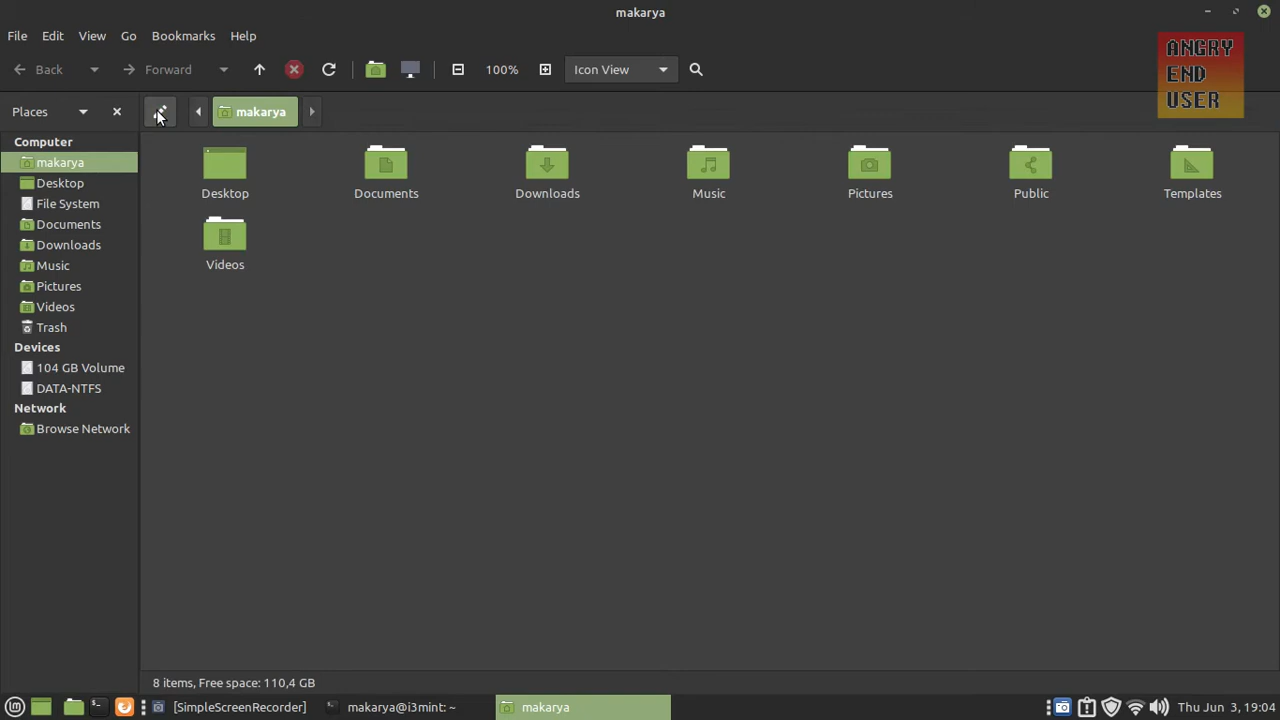 makarya
File Edit View Go Bookmarks Help
Back Forward 100% Icon View
ANGRY
END
USER
Places makarya
Computer
makarya
Desktop
File System
Documents
Downloads
Music
Pictures
Videos
Trash
Devices
104 GB Volume
DATA-NTFS
Network
Browse Network
Desktop Documents Downloads Music Pictures Public Templates
Videos
8 items, Free space: 110,4 GB
[SimpleScreenRecorder] makarya@i3mint: ~ makarya Thu Jun 3, 19:04